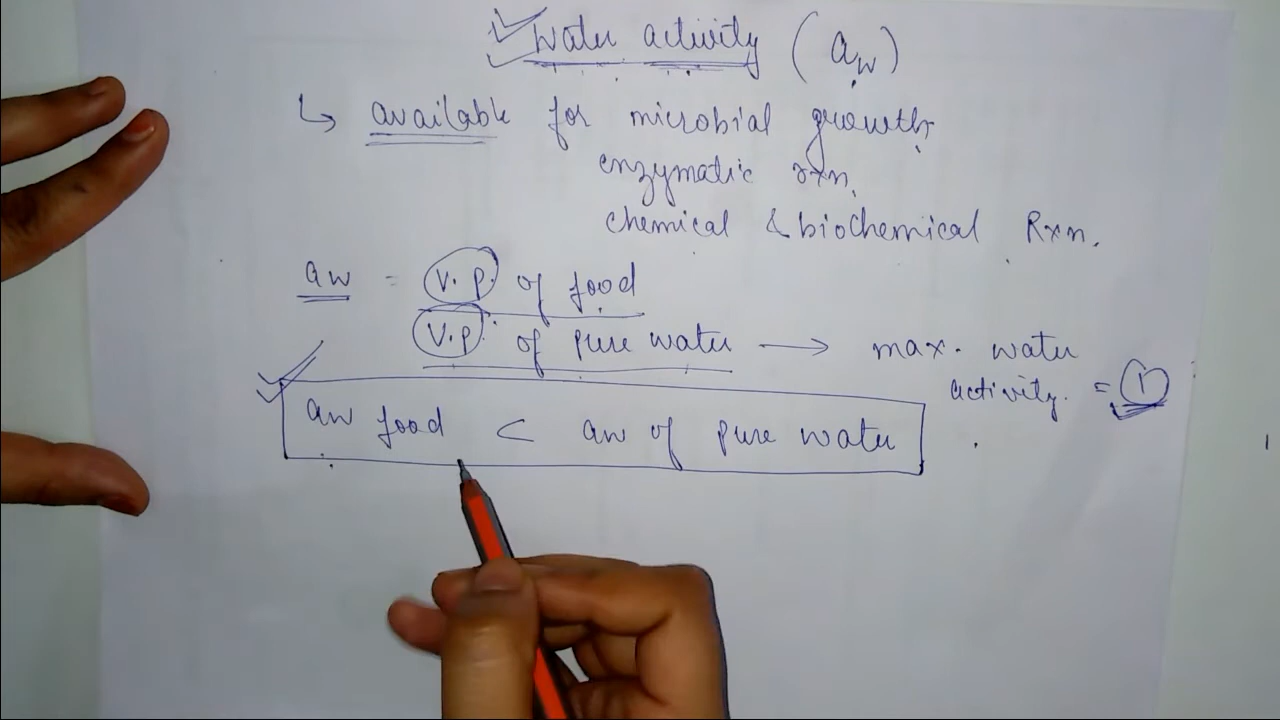 Water activity (aw)
↳ available for microbial growth
enzymatic rxn.
chemical & biochemical Rxn.
aw = V.P. of food
V.P. of pure water → max. water
activity. = 1
aw food < aw of pure water